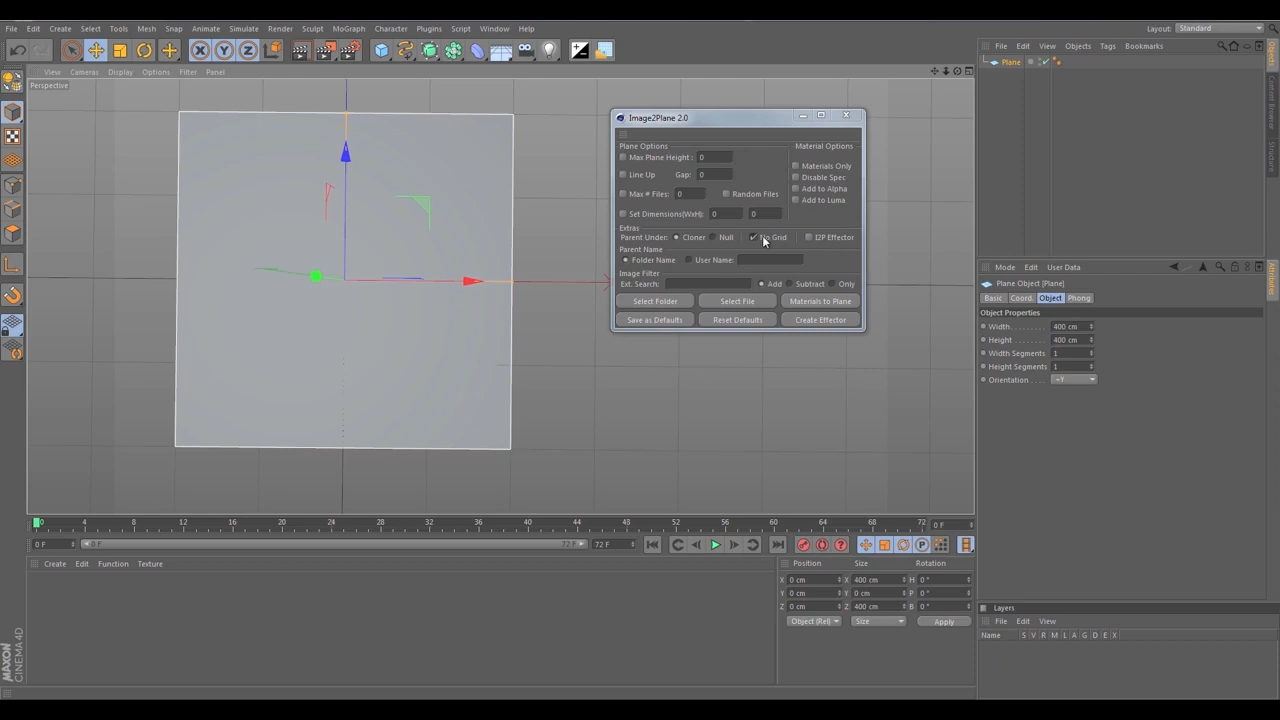 File Edit Create Select Tools Mesh Snap Animate Simulate Render Sculpt MoGraph Character Plugins Script Window Help Layout: Standard
View Cameras Display Options Filter Panel
Perspective
File Edit View Objects Tags Bookmarks
Plane
Objects
Content Browser
Structure
Image2Plane 2.0
Plane Options Material Options
Max Plane Height : 0 Materials Only
Line Up Gap: 0 Disable Spec
Max # Files: 0 Random Files Add to Alpha
Add to Luma
Set Dimensions(WxH): 0 0
Extras
Parent Under: Cloner Null No Grid I2P Effector
Parent Name
Folder Name User Name:
Image Filter
Ext. Search: Add Subtract Only
Select Folder Select File Materials to Plane
Save as Defaults Reset Defaults Create Effector
Mode Edit User Data
Attributes
Plane Object [Plane]
Basic Coord. Object Phong
Object Properties
Width 400 cm
Height 400 cm
Width Segments 1
Height Segments 1
Orientation +Y
0 4 8 12 16 20 24 28 32 36 40 44 48 52 56 60 64 68 72 0 F
0 F 0 F 72 F 72 F
Create Edit Function Texture
Position Size Rotation
X 0 cm X 400 cm H 0 °
Y 0 cm Y 0 cm P 0 °
Z 0 cm Z 400 cm B 0 °
Object (Rel) Size Apply
Layers
File Edit View
Name S V R M L A G D E X
MAXON
CINEMA 4D